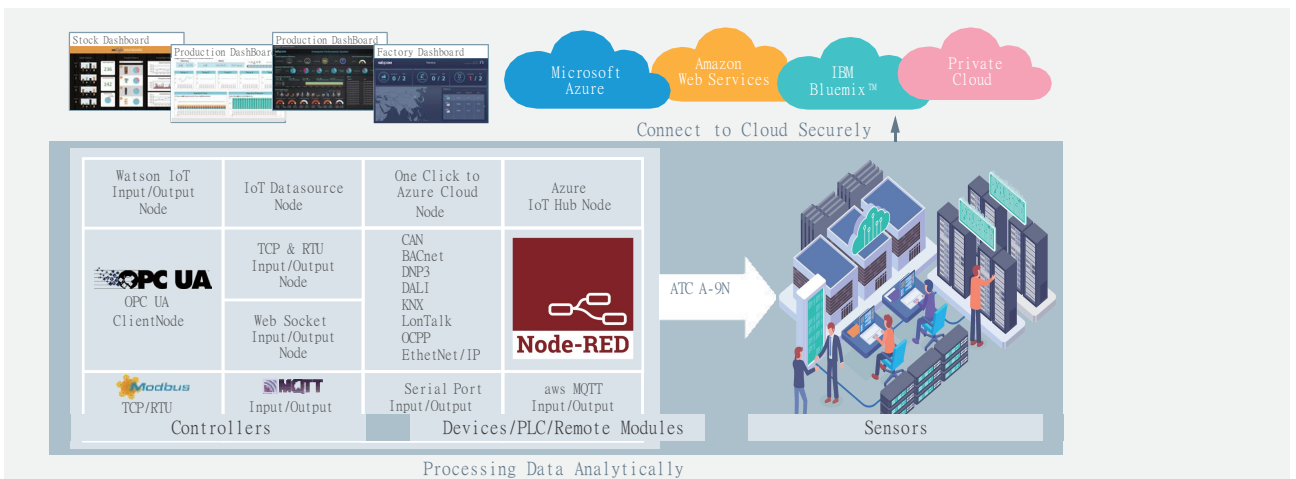 Stock Dashboard
Production DashBoard
Production DashBoard
Factory Dashboard
Microsoft
Azure
Amazon
Web Services
IBM
Bluemix™
Private
Cloud
Connect to Cloud Securely
Watson IoT
Input/Output
Node
IoT Datasource
Node
One Click to
Azure Cloud
Node
Azure
IoT Hub Node
OPC UA
OPC UA
ClientNode
TCP & RTU
Input/Output
Node
Web Socket
Input/Output
Node
CAN
BACnet
DNP3
DALI
KNX
LonTalk
OCPP
EthetNet/IP
Node-RED
ATC A-9N
Modbus
TCP/RTU
MQTT
Input/Output
Serial Port
Input/Output
aws MQTT
Input/Output
Controllers
Devices/PLC/Remote Modules
Sensors
Processing Data Analytically